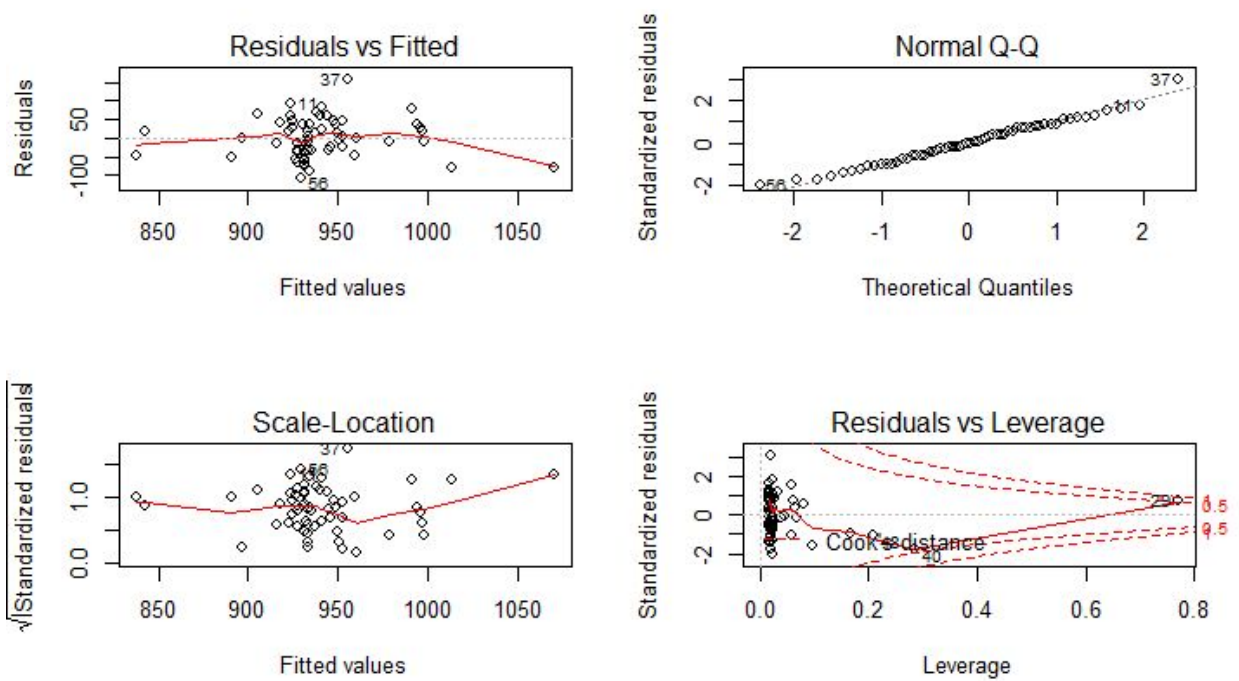 Residuals vs Fitted
Residuals
50
-100
37
11
56
850 900 950 1000 1050
Fitted values
Normal Q-Q
Standardized residuals
2
0
-2
37
11
56
-2 -1 0 1 2
Theoretical Quantiles
Scale-Location
√|Standardized residuals|
1.0
0.0
37
56
850 900 950 1000 1050
Fitted values
Residuals vs Leverage
Standardized residuals
2
0
-2
29
1
0.5
0.5
1
Cook's distance
40
0.0 0.2 0.4 0.6 0.8
Leverage